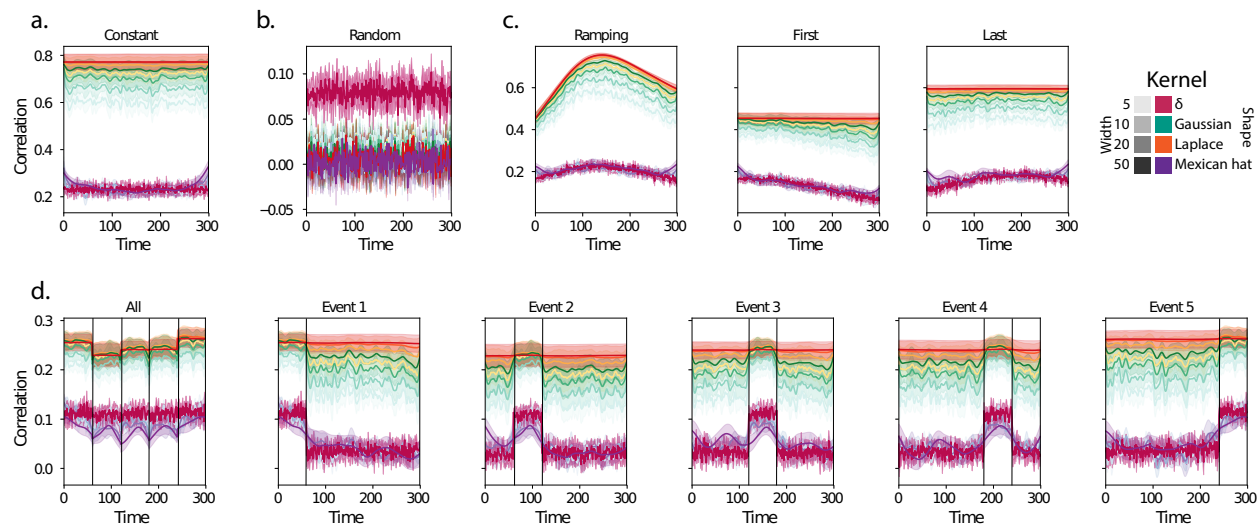 a.
b.
c.
Constant
Random
Ramping
First
Last
Correlation
0.8
0.6
0.4
0.2
0 100 200 300
Time
0.10
0.05
0.00
−0.05
0 100 200 300
Time
0.6
0.4
0.2
0 100 200 300
Time
0 100 200 300
Time
0 100 200 300
Time
Kernel
Width
5
10
20
50
δ
Gaussian
Laplace
Mexican hat
Shape
d.
All
Event 1
Event 2
Event 3
Event 4
Event 5
Correlation
0.3
0.2
0.1
0.0
0 100 200 300
Time
0 100 200 300
Time
0 100 200 300
Time
0 100 200 300
Time
0 100 200 300
Time
0 100 200 300
Time